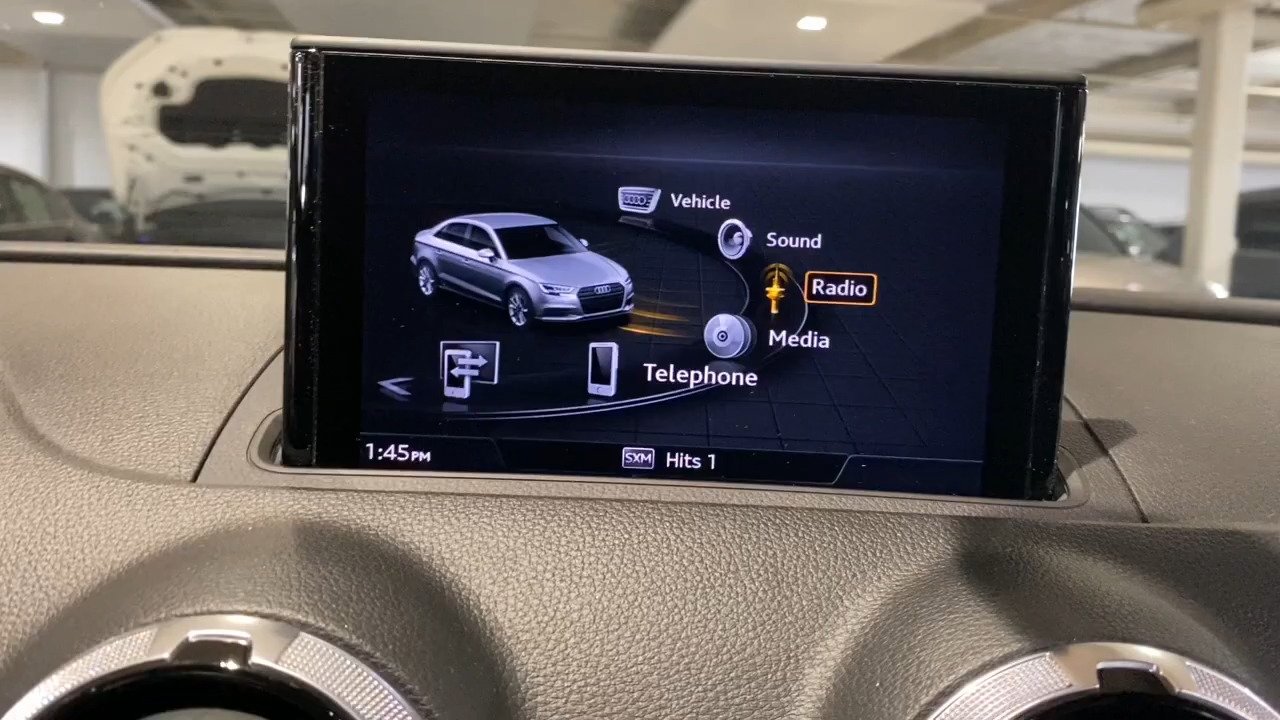 Vehicle
Sound
Radio
Media
Telephone
1:45PM
SXM Hits 1